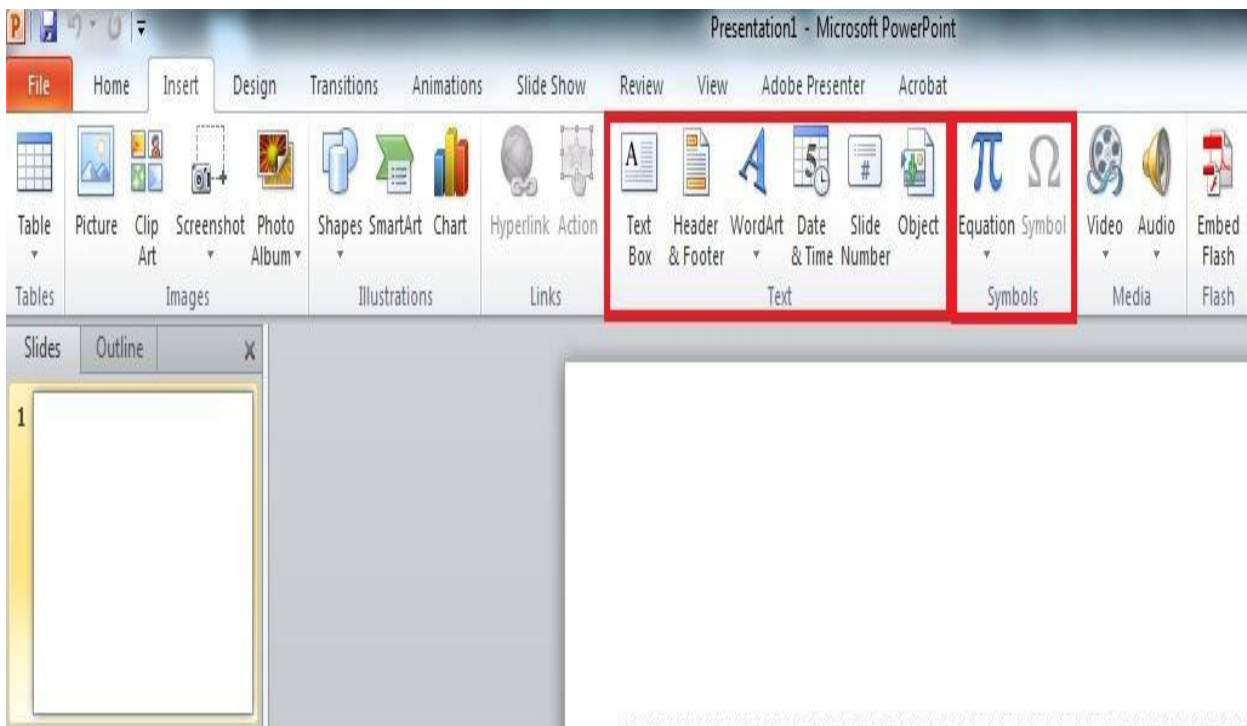 Presentation1 - Microsoft PowerPoint
File Home Insert Design Transitions Animations Slide Show Review View Adobe Presenter Acrobat
Table Picture Clip Art Screenshot Photo Album Shapes SmartArt Chart Hyperlink Action Text Box Header & Footer WordArt Date & Time Slide Number Object Equation Symbol Video Audio Embed Flash
Tables Images Illustrations Links Text Symbols Media Flash
Slides Outline X
1